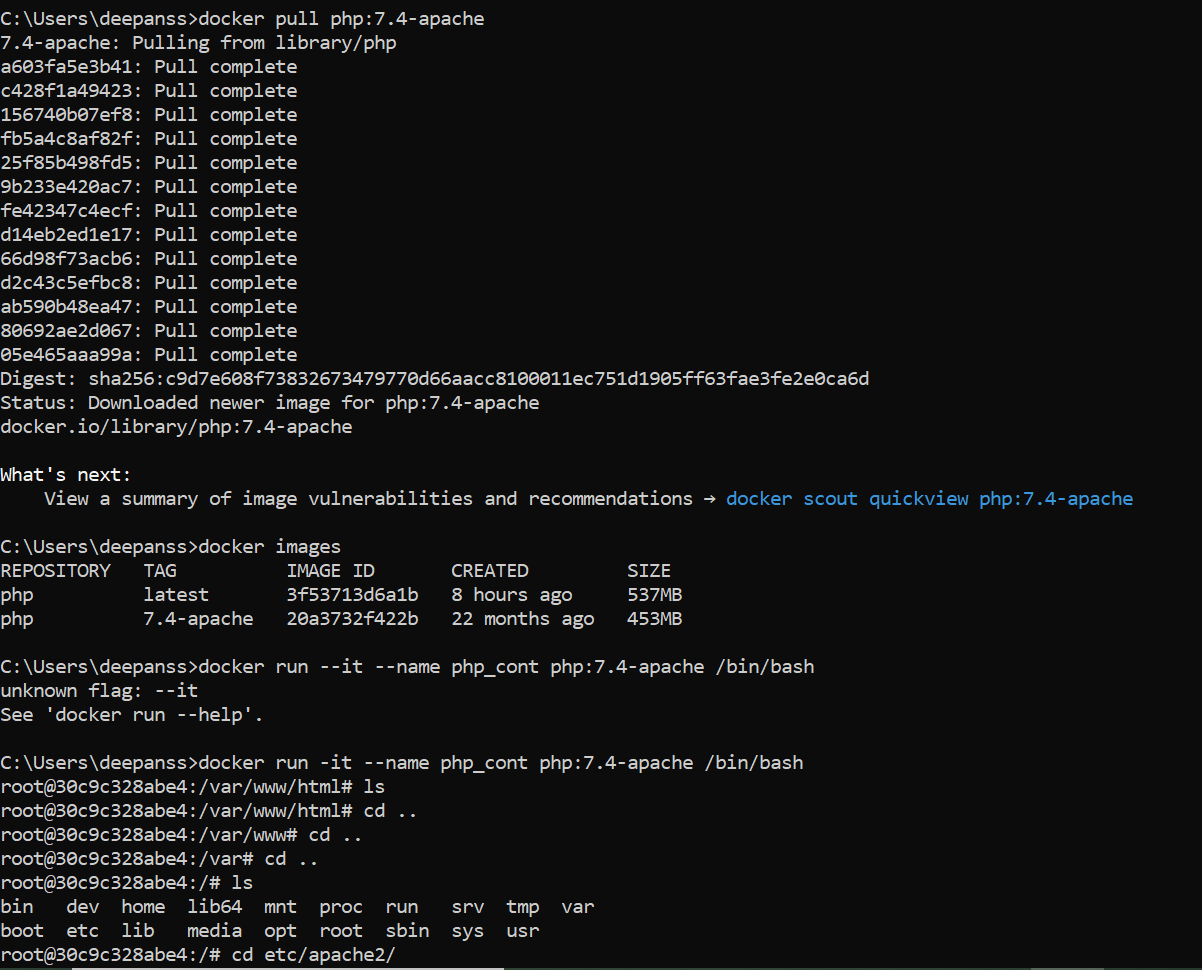 C:\Users\deepanss>docker pull php:7.4-apache
7.4-apache: Pulling from library/php
a603fa5e3b41: Pull complete
c428f1a49423: Pull complete
156740b07ef8: Pull complete
fb5a4c8af82f: Pull complete
25f85b498fd5: Pull complete
9b233e420ac7: Pull complete
fe42347c4ecf: Pull complete
d14eb2ed1e17: Pull complete
66d98f73acb6: Pull complete
d2c43c5efbc8: Pull complete
ab590b48ea47: Pull complete
80692ae2d067: Pull complete
05e465aaa99a: Pull complete
Digest: sha256:c9d7e608f73832673479770d66aacc8100011ec751d1905ff63fae3fe2e0ca6d
Status: Downloaded newer image for php:7.4-apache
docker.io/library/php:7.4-apache
What's next:
    View a summary of image vulnerabilities and recommendations → docker scout quickview php:7.4-apache
C:\Users\deepanss>docker images
REPOSITORY   TAG          IMAGE ID       CREATED         SIZE
php          latest       3f53713d6a1b   8 hours ago     537MB
php          7.4-apache   20a3732f422b   22 months ago   453MB
C:\Users\deepanss>docker run --it --name php_cont php:7.4-apache /bin/bash
unknown flag: --it
See 'docker run --help'.
C:\Users\deepanss>docker run -it --name php_cont php:7.4-apache /bin/bash
root@30c9c328abe4:/var/www/html# ls
root@30c9c328abe4:/var/www/html# cd ..
root@30c9c328abe4:/var/www# cd ..
root@30c9c328abe4:/var# cd ..
root@30c9c328abe4:/# ls
bin   dev  home  lib64  mnt  proc  run   srv  tmp  var
boot  etc  lib   media  opt  root  sbin  sys  usr
root@30c9c328abe4:/# cd etc/apache2/